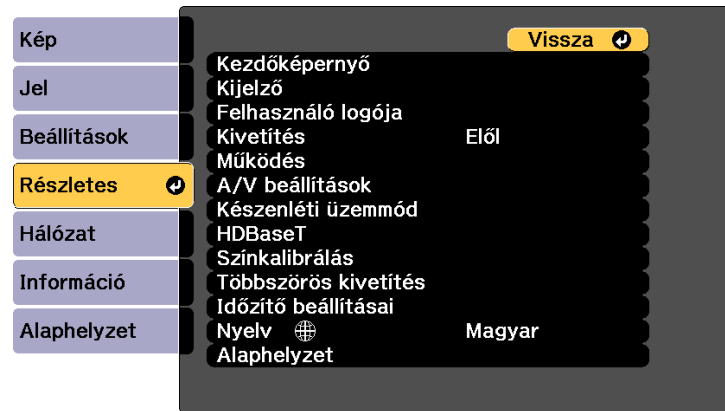 Kép
Jel
Beállítások
Részletes
Hálózat
Információ
Alaphelyzet
Vissza
Kezdőképernyő
Kijelző
Felhasználó logója
Kivetítés Elől
Működés
A/V beállítások
Készenléti üzemmód
HDBaseT
Színkalibrálás
Többszörös kivetítés
Időzítő beállításai
Nyelv Magyar
Alaphelyzet